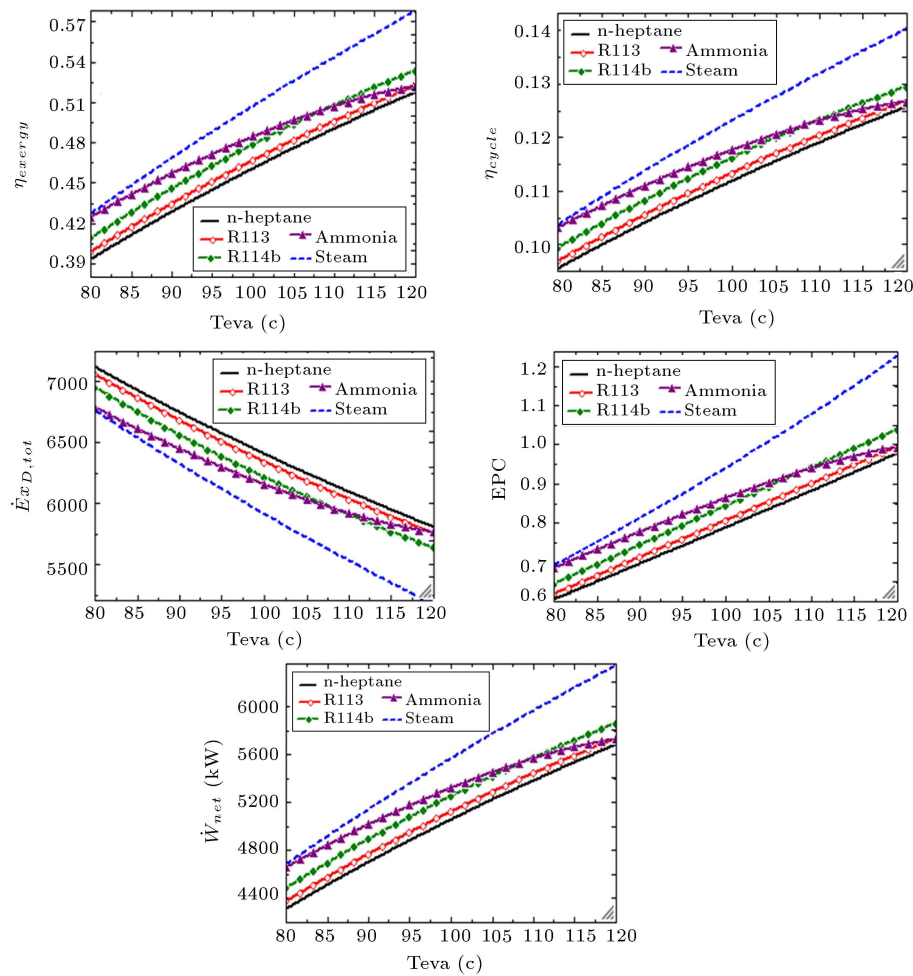 0.57
0.54
0.51
0.48
0.45
0.42
0.39
η_exergy
n-heptane
R113 Ammonia
R114b Steam
80 85 90 95 100 105 110 115 120
Teva (c)
0.14
0.13
0.12
0.11
0.10
η_cycle
n-heptane
R113 Ammonia
R114b Steam
80 85 90 95 100 105 110 115 120
Teva (c)
7000
6500
6000
5500
Ėx_D,tot
n-heptane
R113 Ammonia
R114b Steam
80 85 90 95 100 105 110 115 120
Teva (c)
1.2
1.1
1.0
0.9
0.8
0.7
0.6
EPC
n-heptane
R113 Ammonia
R114b Steam
80 85 90 95 100 105 110 115 120
Teva (c)
6000
5600
5200
4800
4400
Ẇ_net (kW)
n-heptane
R113 Ammonia
R114b Steam
80 85 90 95 100 105 110 115 120
Teva (c)